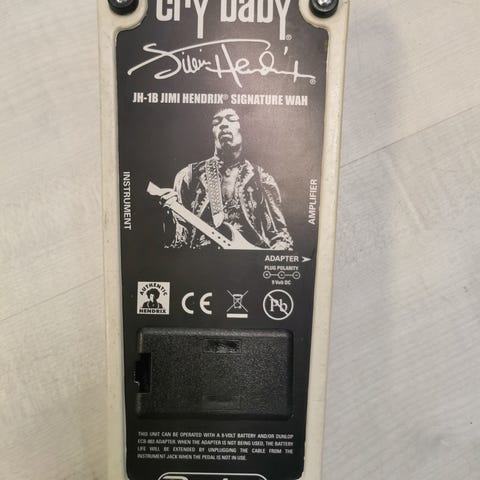 cry baby®
Jimi Hendrix®
JH-1B JIMI HENDRIX® SIGNATURE WAH
INSTRUMENT
AMPLIFIER
ADAPTER
PLUG POLARITY
9 Volt DC
AUTHENTIC
HENDRIX
CE
Pb
THIS UNIT CAN BE OPERATED WITH A 9-VOLT BATTERY AND/OR DUNLOP
ECB-003 ADAPTER. WHEN THE ADAPTER IS NOT BEING USED, THE BATTERY
LIFE WILL BE EXTENDED BY UNPLUGGING THE CABLE FROM THE
INSTRUMENT JACK WHEN THE PEDAL IS NOT IN USE.